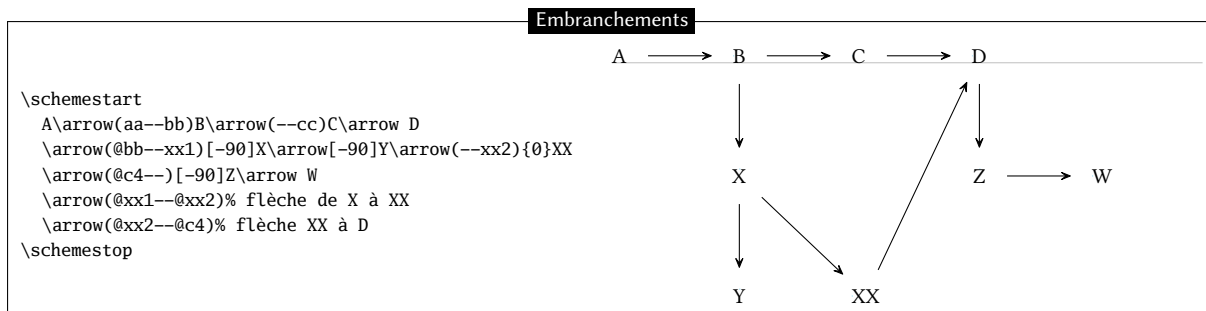 Embranchements
\schemestart
A\arrow(aa--bb)B\arrow(--cc)C\arrow D
\arrow(@bb--xx1)[-90]X\arrow[-90]Y\arrow(--xx2){0}XX
\arrow(@c4--)[-90]Z\arrow W
\arrow(@xx1--@xx2)% flèche de X à XX
\arrow(@xx2--@c4)% flèche XX à D
\schemestop
A B C D
X Z W
Y XX